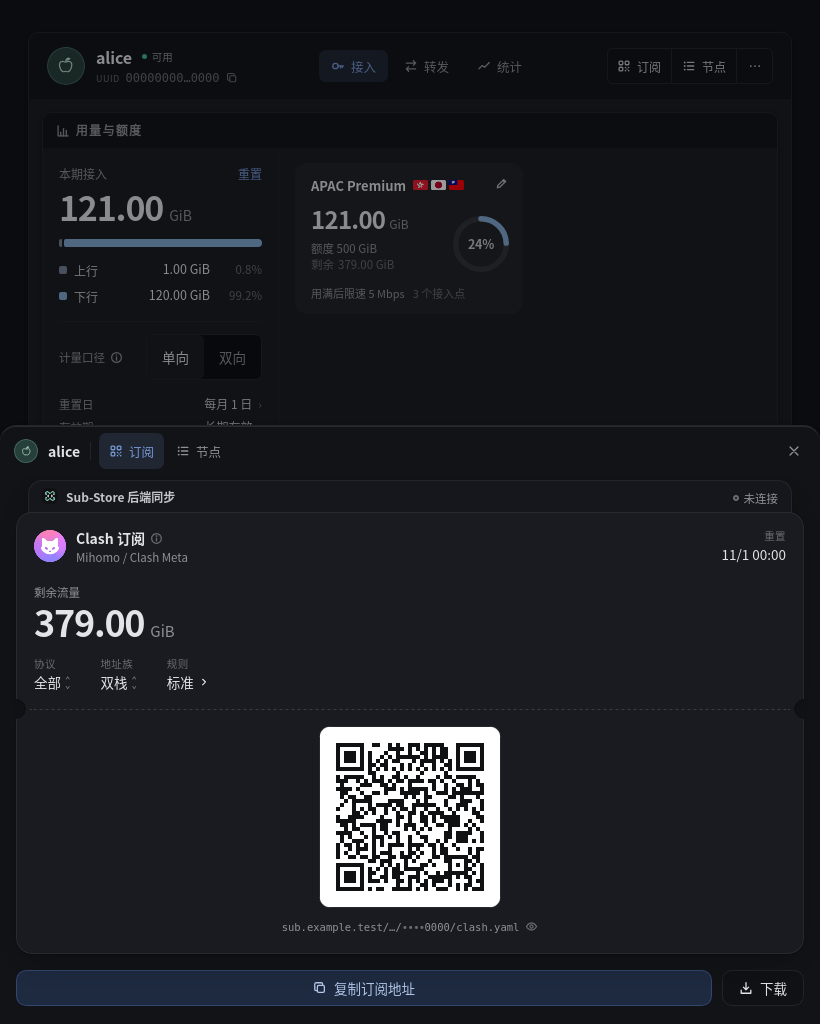 alice 可用
UUID 00000000…0000
接入 转发 统计
订阅 节点 ···
用量与额度
本期接入 重置
121.00 GiB
上行 1.00 GiB 0.8%
下行 120.00 GiB 99.2%
计量口径 单向 双向
重置日 每月 1 日 ›
APAC Premium
121.00 GiB
额度 500 GiB
剩余 379.00 GiB
24%
用满后限速 5 Mbps 3 个接入点
alice 订阅 节点
Sub-Store 后端同步 未连接
Clash 订阅
Mihomo / Clash Meta
重置
11/1 00:00
剩余流量
379.00 GiB
协议 地址族 规则
全部 双栈 标准
sub.example.test/…/••••0000/clash.yaml
复制订阅地址 下载